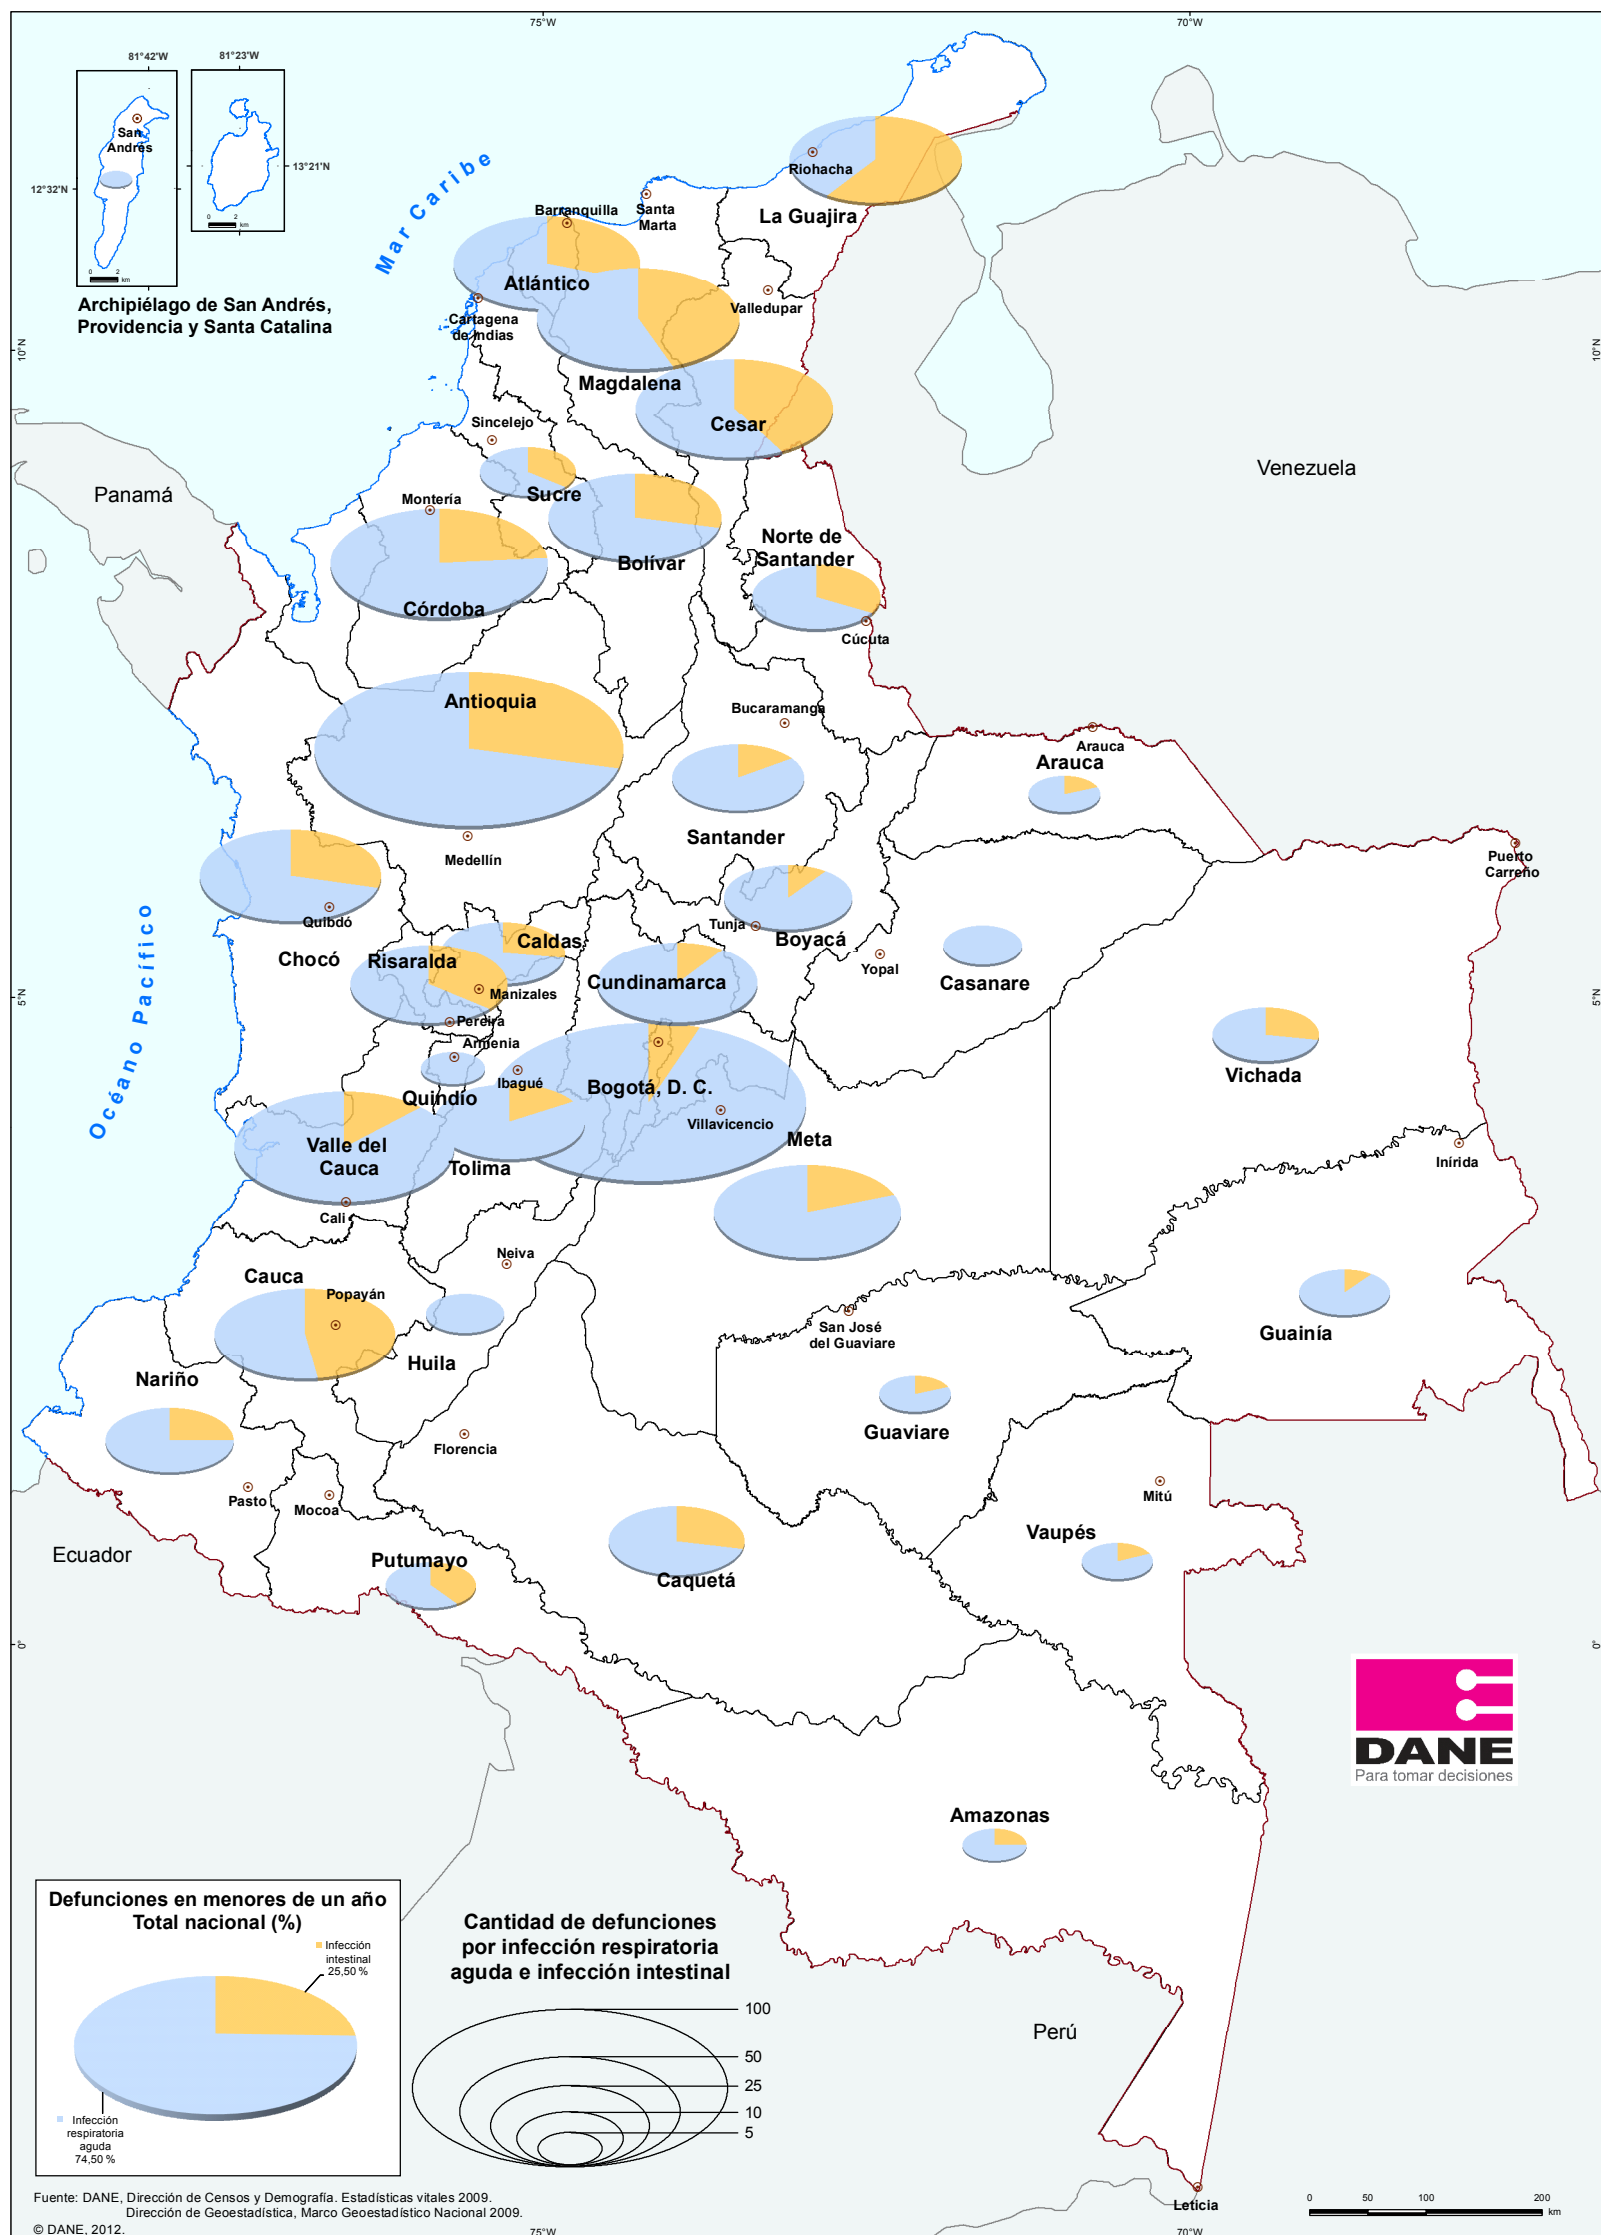 75°W
70°W
81°42'W
81°23'W
San
Andrés
13°21'N
12°32'N
0 2 km
0 2 km
Archipiélago de San Andrés,
Providencia y Santa Catalina
Mar Caribe
Riohacha
La Guajira
Santa
Marta
Barranquilla
Atlántico
Valledupar
Cartagena
de Indias
10°N
10°N
Magdalena
Cesar
Sincelejo
Sucre
Venezuela
Panamá
Montería
Bolívar
Norte de
Santander
Córdoba
Cúcuta
Antioquia
Bucaramanga
Arauca
Arauca
Santander
Medellín
Puerto
Carreño
Quibdó
Chocó
Tunja
Boyacá
Yopal
Casanare
Caldas
Risaralda
Cundinamarca
Manizales
5°N
5°N
Pereira
Armenia
Ibagué
Quindío
Bogotá, D. C.
Vichada
Océano Pacífico
Villavicencio
Meta
Valle del
Cauca
Tolima
Inírida
Cali
Neiva
Cauca
Popayán
San José
del Guaviare
Guainía
Huila
Nariño
Guaviare
Florencia
Pasto
Mocoa
Mitú
Vaupés
Ecuador
Putumayo
Caquetá
0°
0°
DANE
Para tomar decisiones
Amazonas
Defunciones en menores de un año
Total nacional (%)
Infección
intestinal
25,50 %
Infección
respiratoria
aguda
74,50 %
Cantidad de defunciones
por infección respiratoria
aguda e infección intestinal
100
50
25
10
5
Perú
Leticia
Fuente: DANE, Dirección de Censos y Demografía. Estadísticas vitales 2009.
Dirección de Geoestadística, Marco Geoestadístico Nacional 2009.
© DANE, 2012.
0 50 100 200
km
75°W
70°W